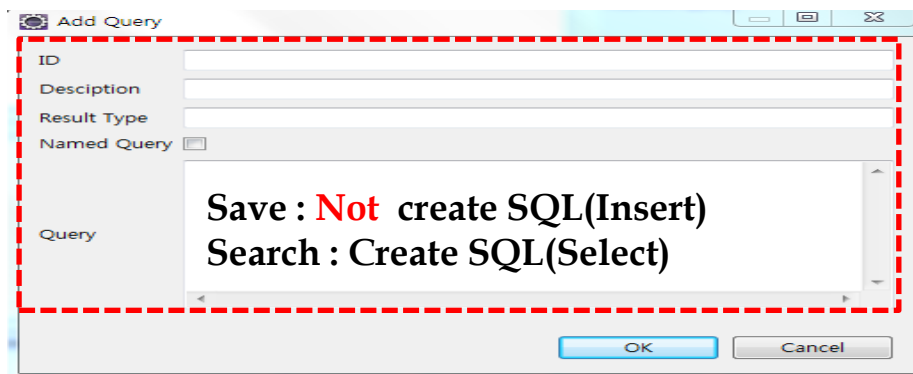 Add Query
ID
Desciption
Result Type
Named Query
Save : Not create SQL(Insert)
Query
Search : Create SQL(Select)
OK Cancel